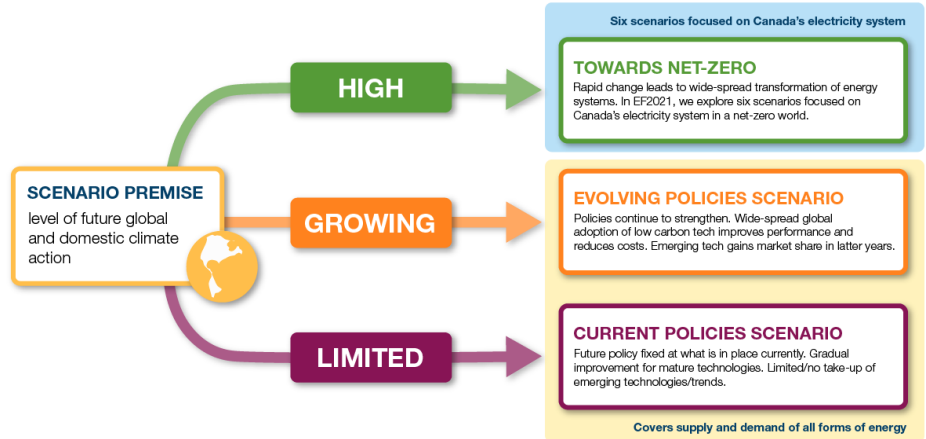 Six scenarios focused on Canada's electricity system
HIGH
TOWARDS NET-ZERO
Rapid change leads to wide-spread transformation of energy
systems. In EF2021, we explore six scenarios focused on
Canada's electricity system in a net-zero world.
SCENARIO PREMISE
level of future global
and domestic climate
action
GROWING
EVOLVING POLICIES SCENARIO
Policies continue to strengthen. Wide-spread global
adoption of low carbon tech improves performance and
reduces costs. Emerging tech gains market share in latter years.
LIMITED
CURRENT POLICIES SCENARIO
Future policy fixed at what is in place currently. Gradual
improvement for mature technologies. Limited/no take-up of
emerging technologies/trends.
Covers supply and demand of all forms of energy